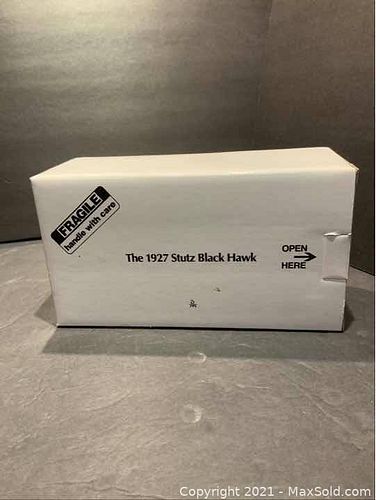 FRAGILE
handle with care
The 1927 Stutz Black Hawk
OPEN
HERE
Copyright 2021 - MaxSold.com